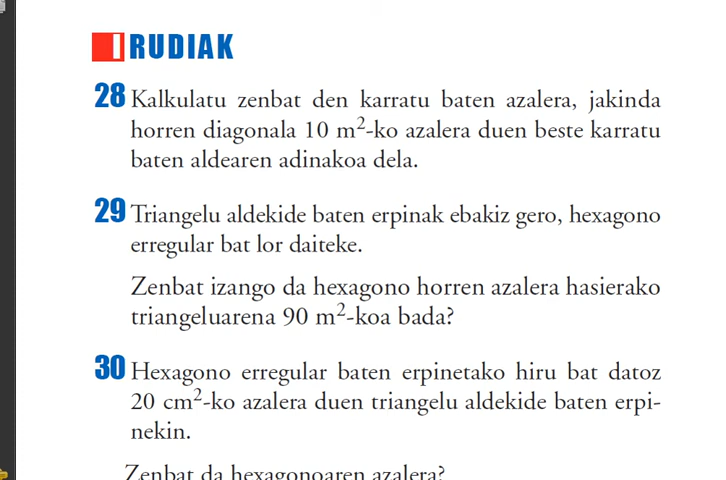 RUDIAK
28 Kalkulatu zenbat den karratu baten azalera, jakinda
horren diagonala 10 m²-ko azalera duen beste karratu
baten aldearen adinakoa dela.
29 Triangelu aldekide baten erpinak ebakiz gero, hexagono
erregular bat lor daiteke.
Zenbat izango da hexagono horren azalera hasierako
triangeluarena 90 m²-koa bada?
30 Hexagono erregular baten erpinetako hiru bat datoz
20 cm²-ko azalera duen triangelu aldekide baten erpi-
nekin.
Zenbat da hexagonoaren azalera?